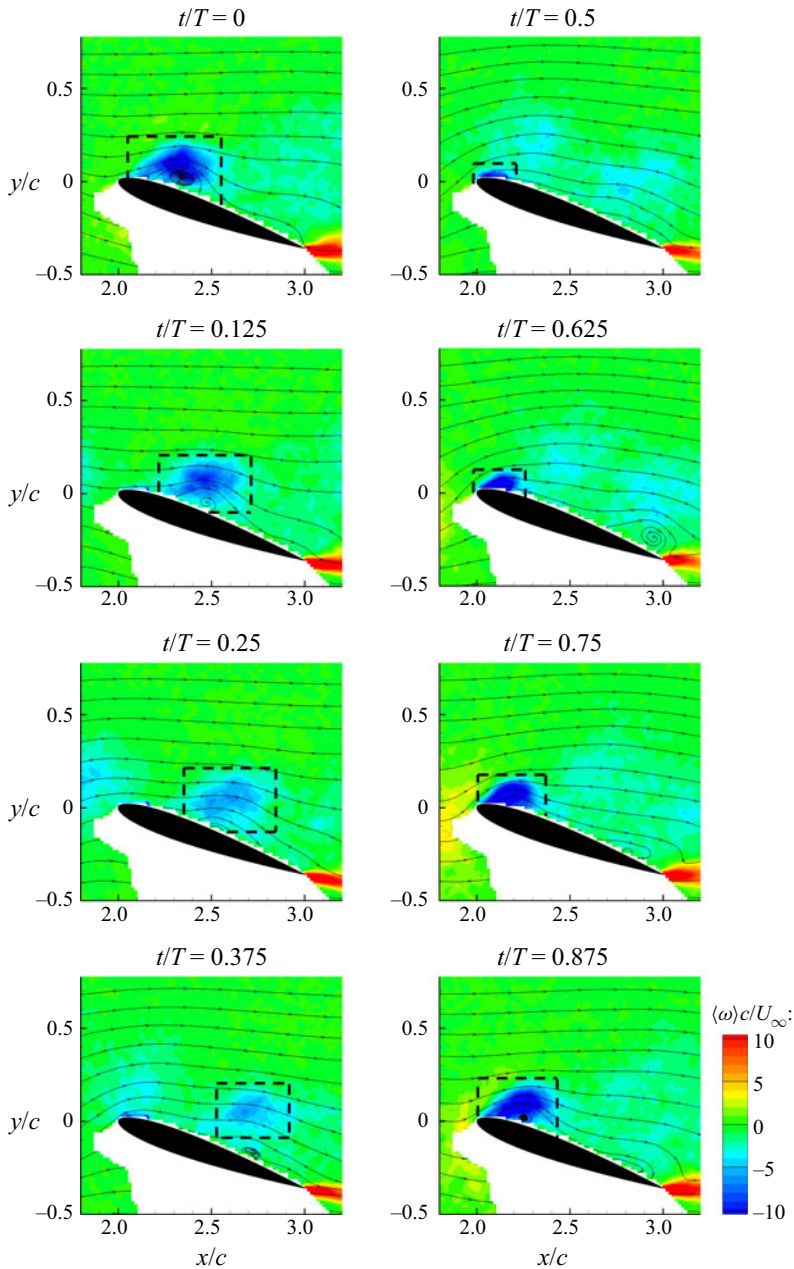 t/T = 0
t/T = 0.5
0.5
y/c
0
–0.5
2.0 2.5 3.0
0.5
0
–0.5
2.0 2.5 3.0
t/T = 0.125
t/T = 0.625
0.5
y/c
0
–0.5
2.0 2.5 3.0
0.5
0
–0.5
2.0 2.5 3.0
t/T = 0.25
t/T = 0.75
0.5
y/c
0
–0.5
2.0 2.5 3.0
0.5
0
–0.5
2.0 2.5 3.0
t/T = 0.375
t/T = 0.875
0.5
y/c
0
–0.5
2.0 2.5 3.0
x/c
0.5
0
–0.5
2.0 2.5 3.0
x/c
⟨ω⟩c/U∞:
10
5
0
–5
–10